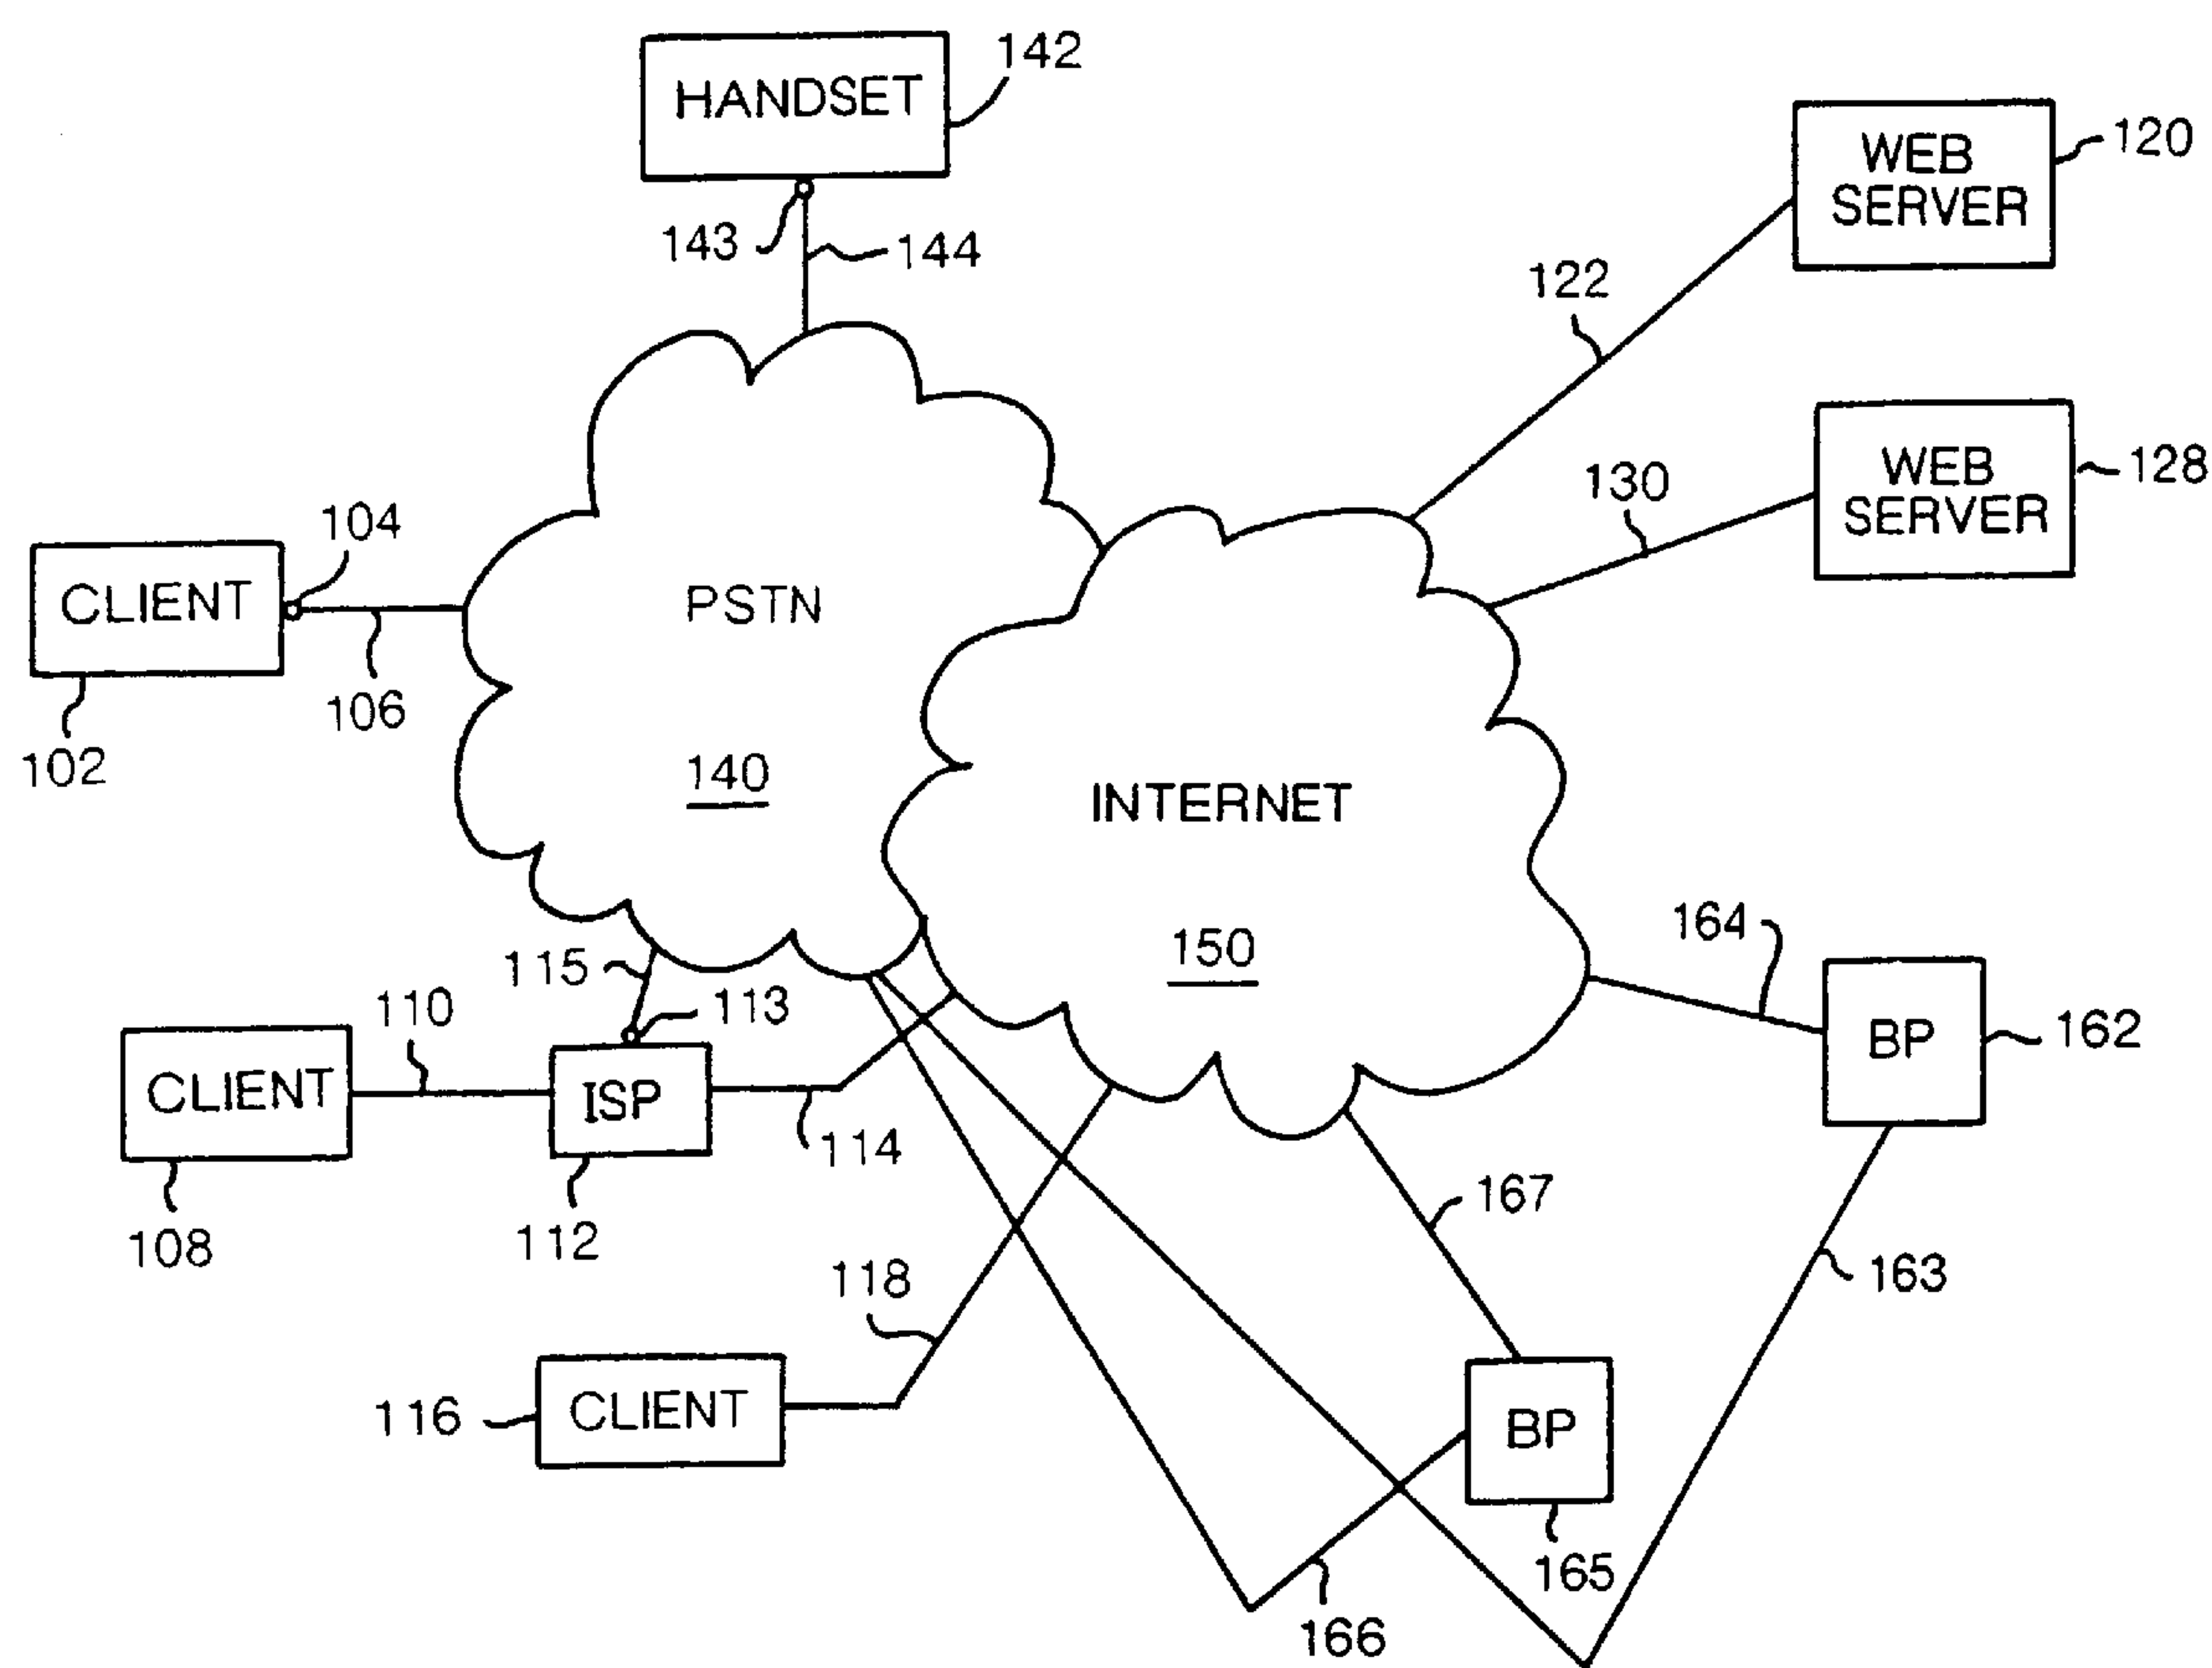 HANDSET
142
143
144
WEB
SERVER
120
122
WEB
SERVER
128
130
CLIENT
104
106
102
PSTN
140
INTERNET
150
115
113
110
CLIENT
108
ISP
112
114
164
BP
162
163
167
118
CLIENT
116
BP
165
166